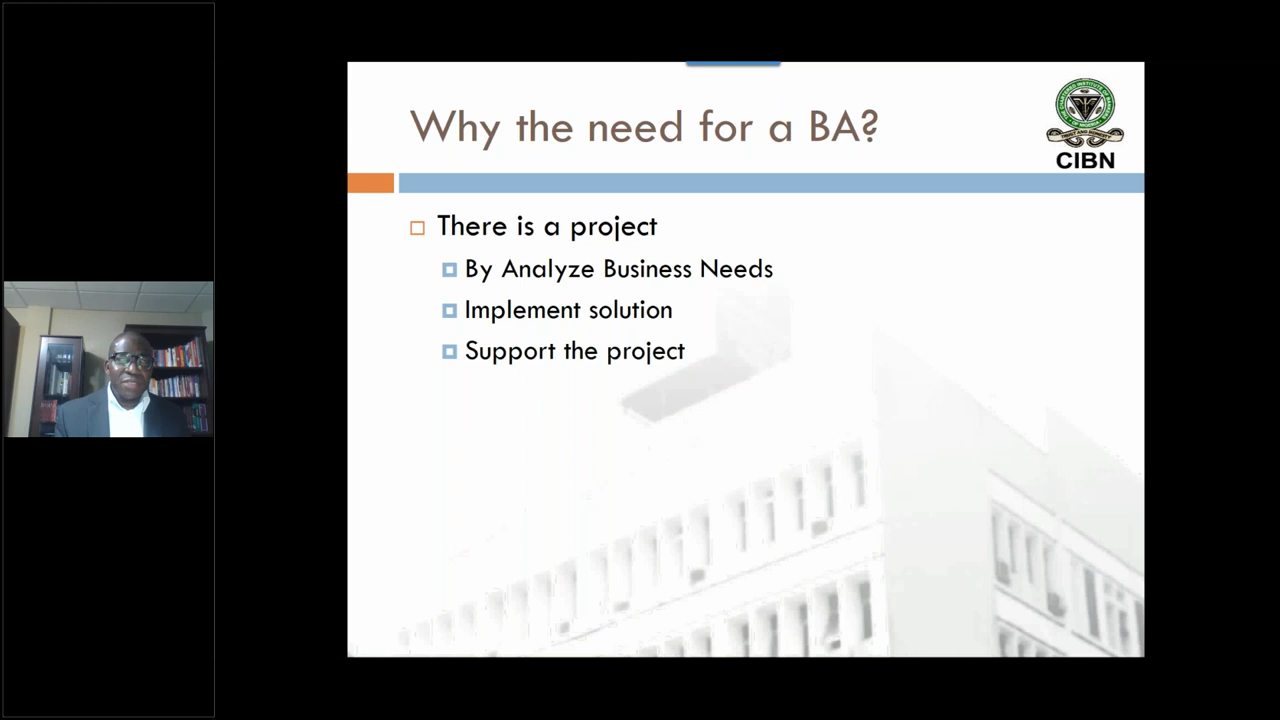 Why the need for a BA?
CIBN
There is a project
By Analyze Business Needs
Implement solution
Support the project